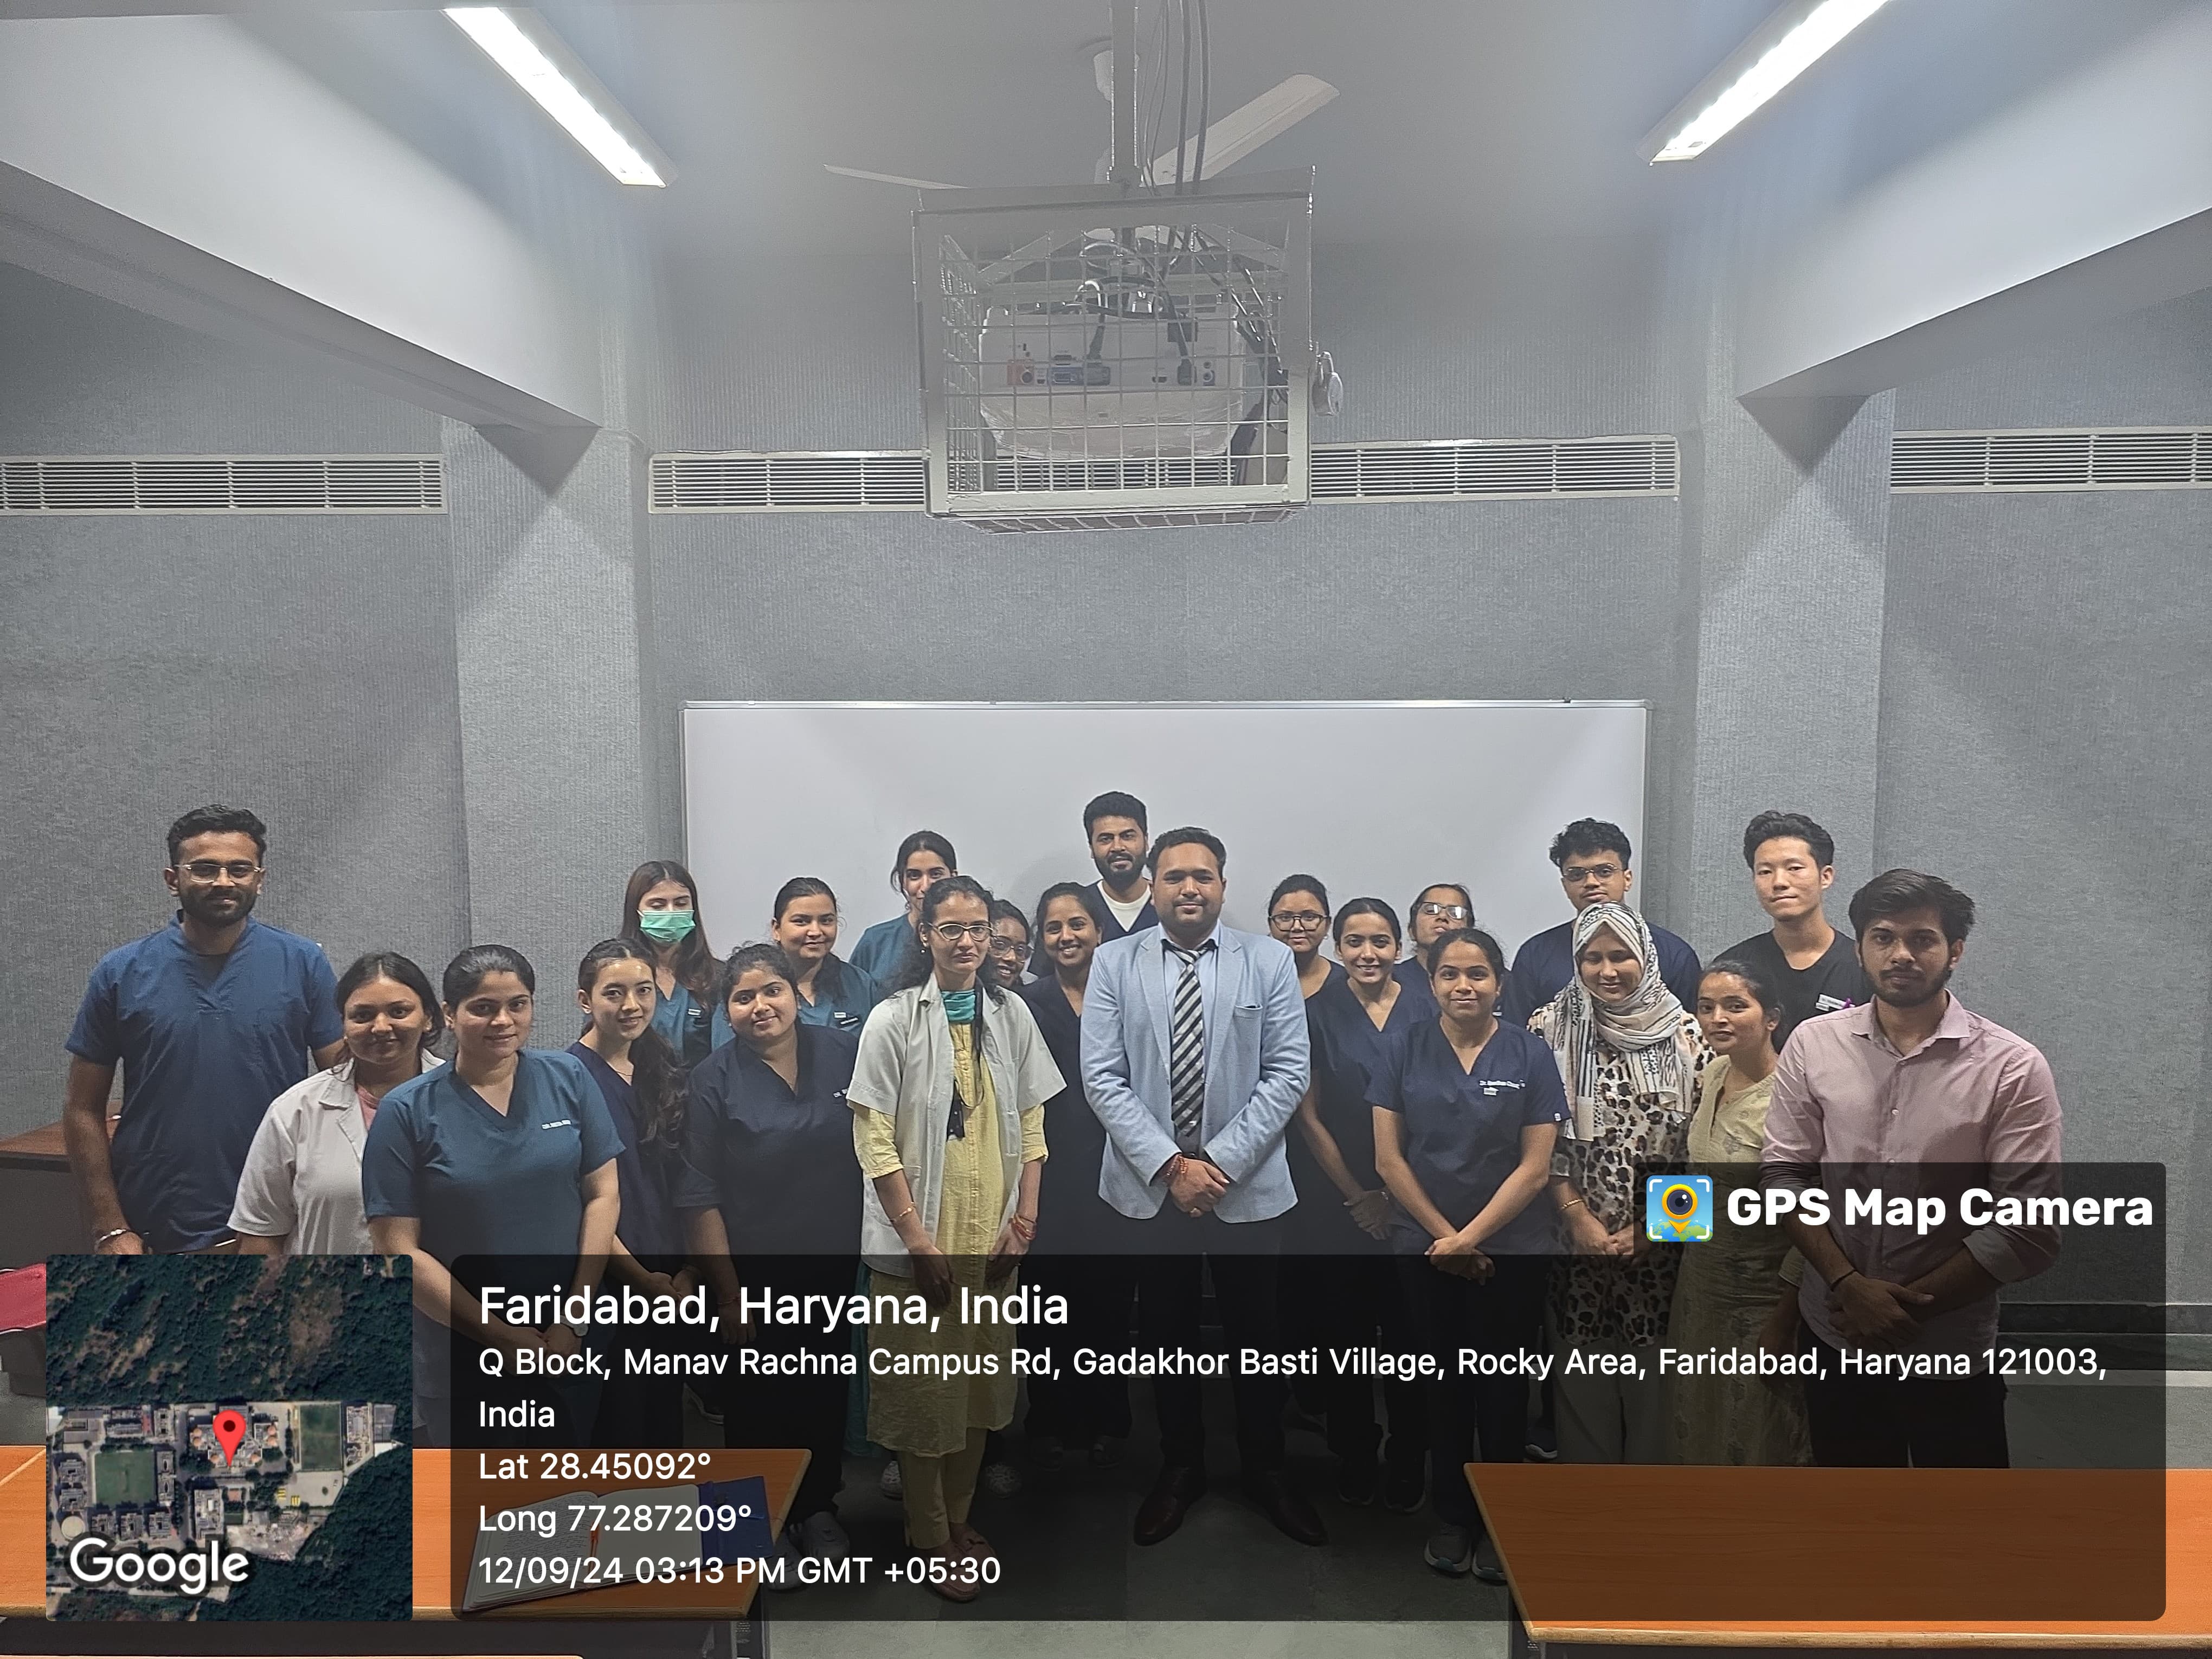 GPS Map Camera
Faridabad, Haryana, India
Q Block, Manav Rachna Campus Rd, Gadakhor Basti Village, Rocky Area, Faridabad, Haryana 121003,
India
Lat 28.45092°
Long 77.287209°
12/09/24 03:13 PM GMT +05:30
Google